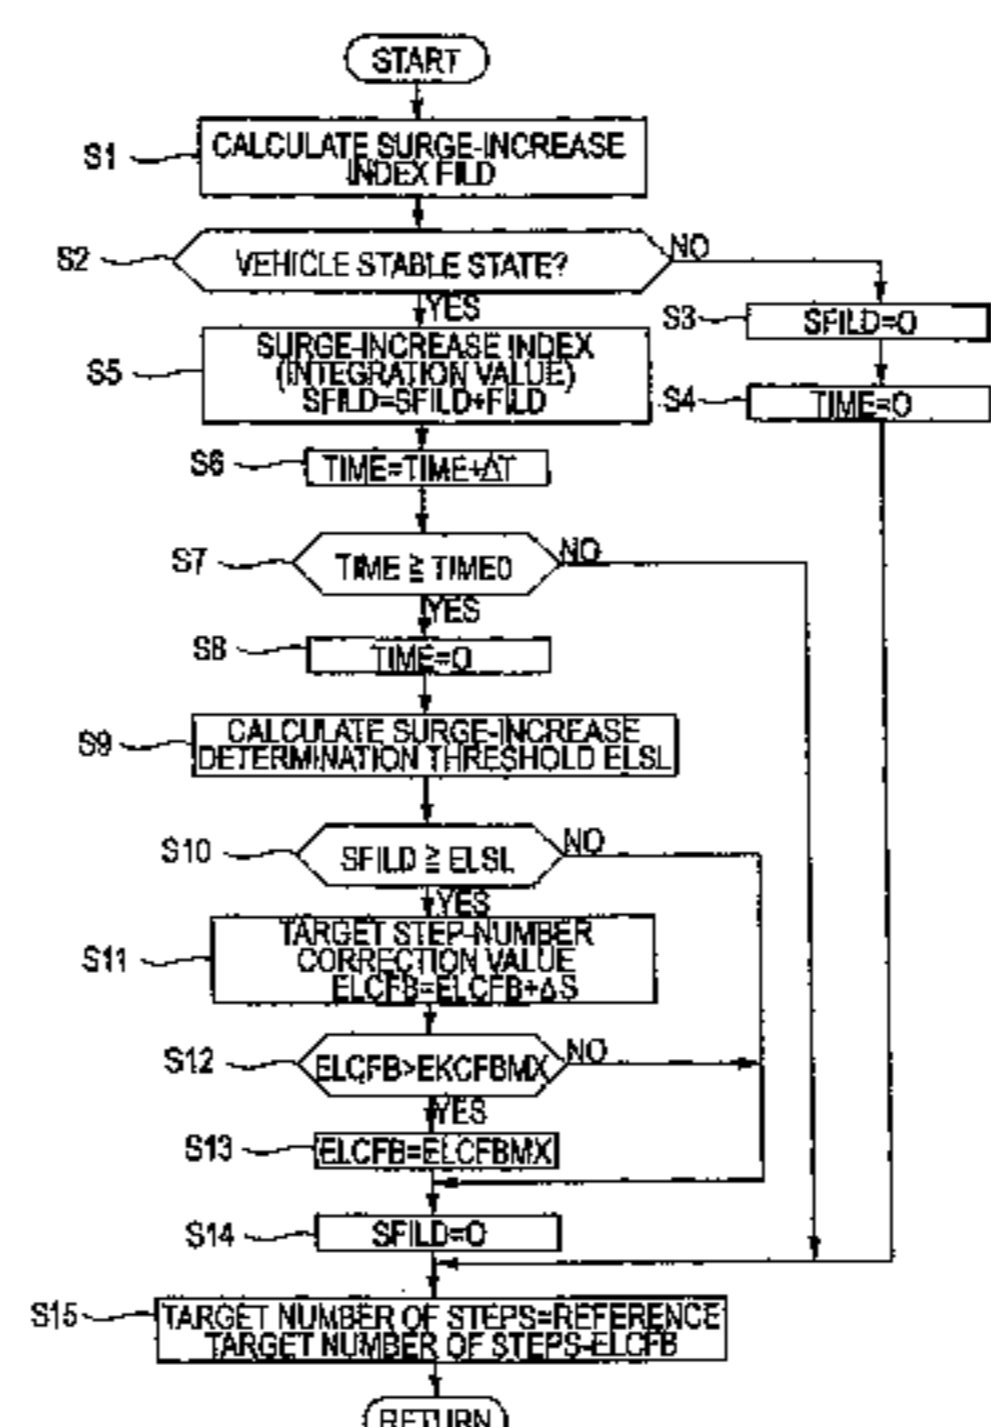 START
S1
CALCULATE SURGE-INCREASE
INDEX FILD
S2
VEHICLE STABLE STATE?
NO
YES
S3
SFILD=0
S4
TIME=0
S5
SURGE-INCREASE INDEX
(INTEGRATION VALUE)
SFILD=SFILD+FILD
S6
TIME=TIME+ΔT
S7
TIME ≧ TIME0
NO
YES
S8
TIME=0
S9
CALCULATE SURGE-INCREASE
DETERMINATION THRESHOLD ELSL
S10
SFILD ≧ ELSL
NO
YES
S11
TARGET STEP-NUMBER
CORRECTION VALUE
ELCFB=ELCFB+ΔS
S12
ELCFB>EKCFBMX
NO
YES
S13
ELCFB=ELCFBMX
S14
SFILD=0
S15
TARGET NUMBER OF STEPS=REFERENCE
TARGET NUMBER OF STEPS-ELCFB
RETURN